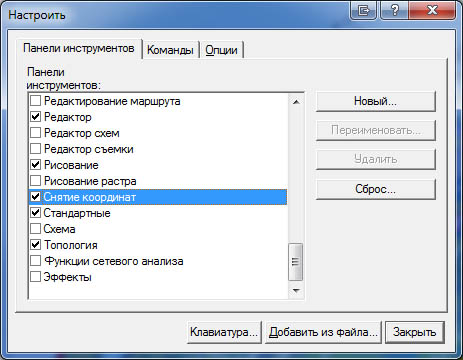 Настроить
Панели инструментов
Команды
Опции
Панели
инструментов:
Редактирование маршрута
Редактор
Редактор схем
Редактор съемки
Рисование
Рисование растра
Снятие координат
Стандартные
Схема
Топология
Функции сетевого анализа
Эффекты
Новый...
Переименовать...
Удалить
Сброс...
Клавиатура...
Добавить из файла...
Закрыть